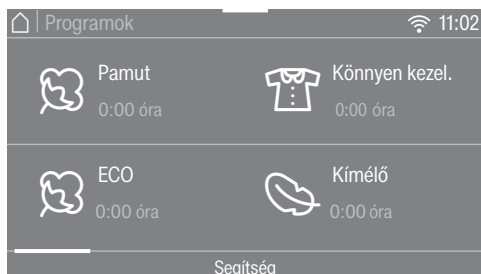 Programok 11:02
Pamut
0:00 óra
Könnyen kezel.
0:00 óra
ECO
0:00 óra
Kímélő
0:00 óra
Segítség